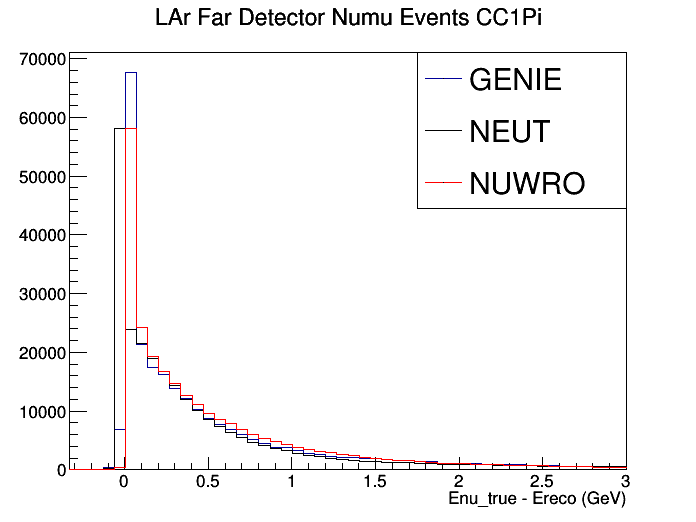 LAr Far Detector Numu Events CC1Pi
70000
60000
50000
40000
30000
20000
10000
0
GENIE
NEUT
NUWRO
0 0.5 1 1.5 2 2.5 3
Enu_true - Ereco (GeV)